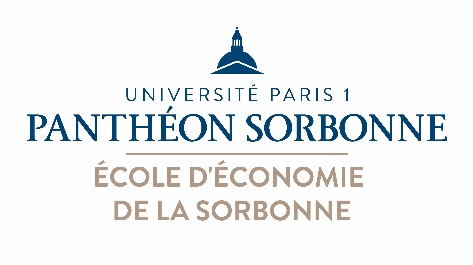 UNIVERSITÉ PARIS 1
PANTHÉON SORBONNE
ÉCOLE D'ÉCONOMIE
DE LA SORBONNE